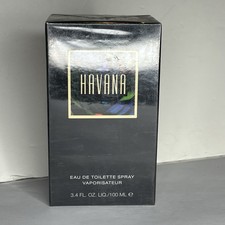 HAVANA
EAU DE TOILETTE SPRAY
VAPORISATEUR
3.4 FL. OZ. LIQ./100 ML ℮